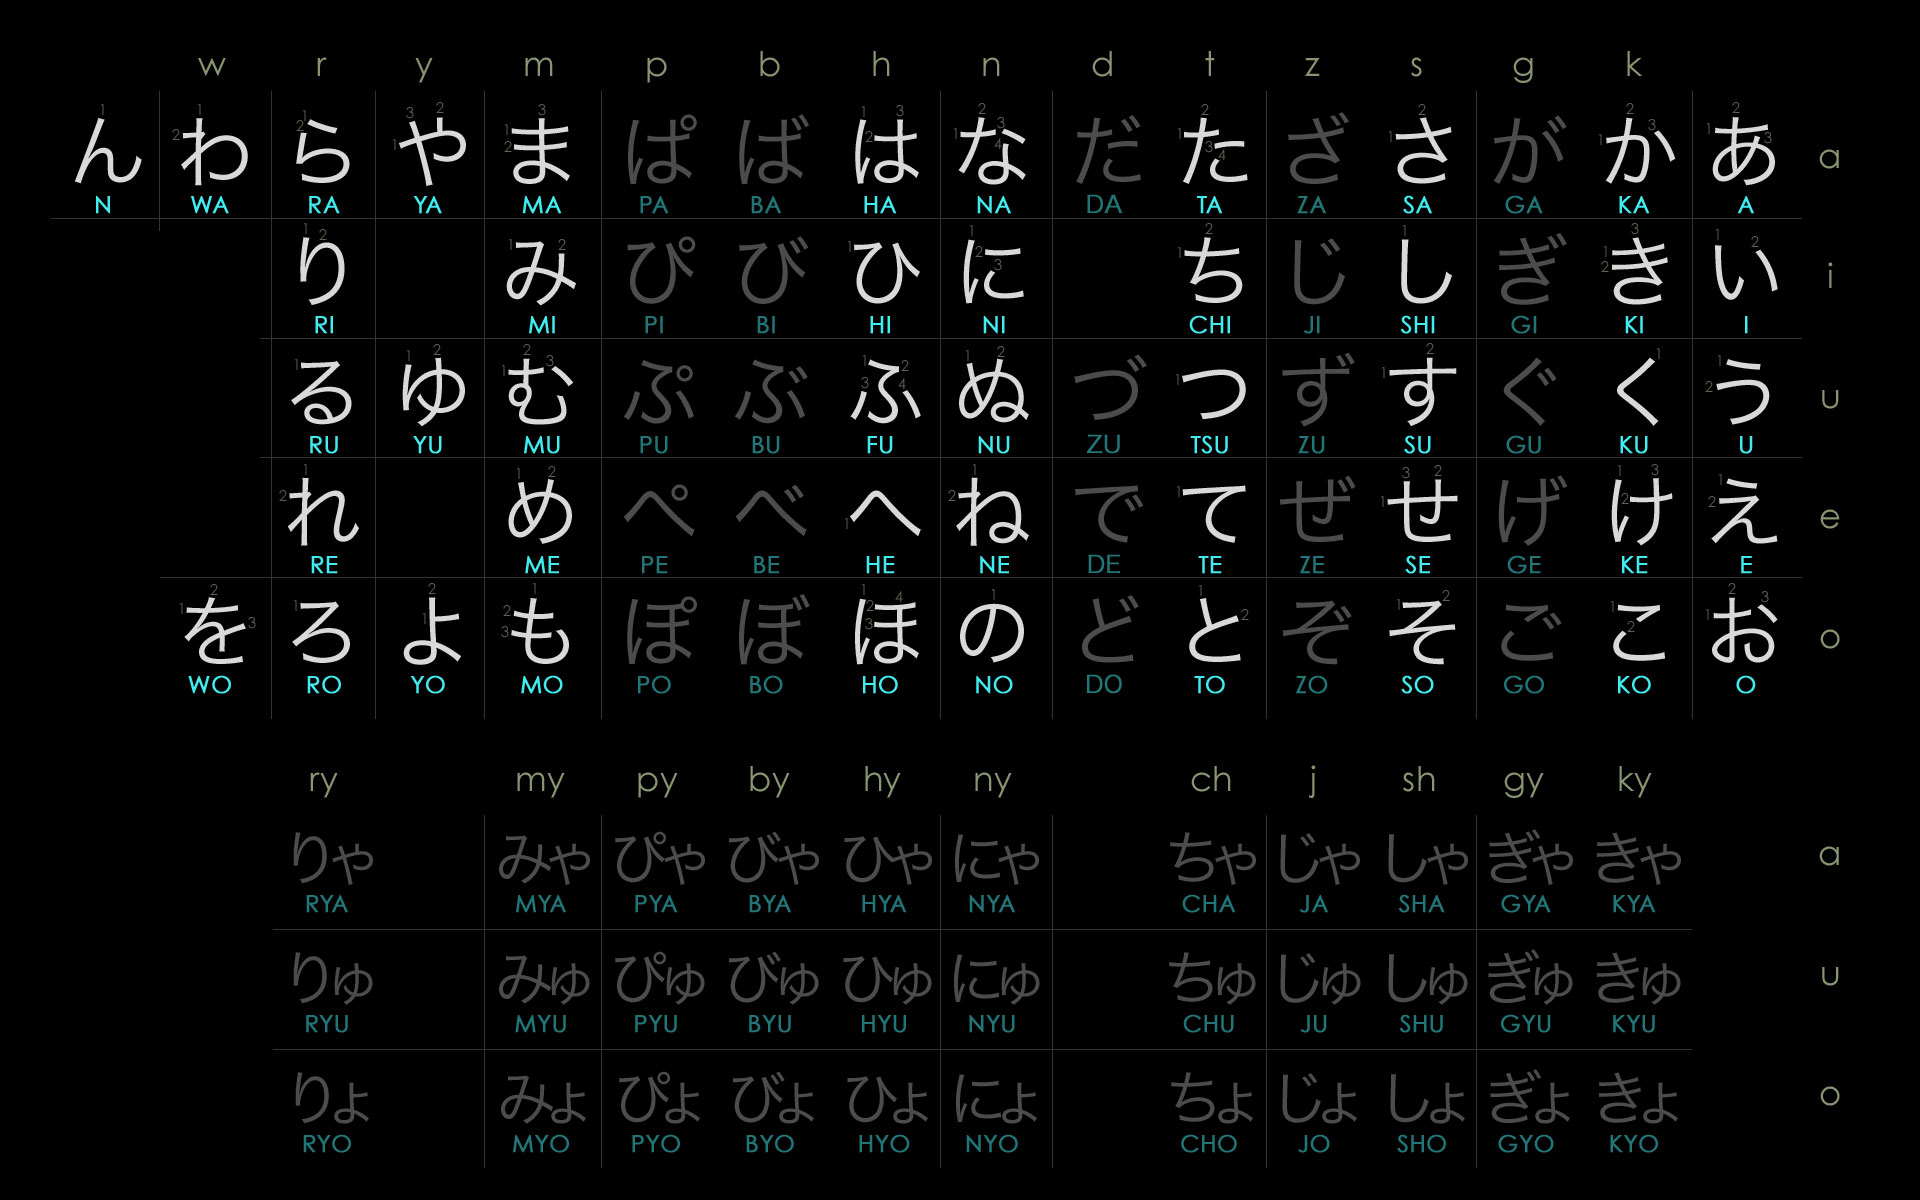 w r y m p b h n d t z s g k
ん わ ら や ま ぱ ば は な だ た ざ さ が か あ a
N WA RA YA MA PA BA HA NA DA TA ZA SA GA KA A
り み ぴ び ひ に ち じ し ぎ き い i
RI MI PI BI HI NI CHI JI SHI GI KI I
る ゆ む ぷ ぶ ふ ぬ づ つ ず す ぐ く う u
RU YU MU PU BU FU NU ZU TSU ZU SU GU KU U
れ め ぺ べ へ ね で て ぜ せ げ け え e
RE ME PE BE HE NE DE TE ZE SE GE KE E
を ろ よ も ぽ ぼ ほ の ど と ぞ そ ご こ お o
WO RO YO MO PO BO HO NO DO TO ZO SO GO KO O
ry my py by hy ny ch j sh gy ky
りゃ みゃ ぴゃ びゃ ひゃ にゃ ちゃ じゃ しゃ ぎゃ きゃ a
RYA MYA PYA BYA HYA NYA CHA JA SHA GYA KYA
りゅ みゅ ぴゅ びゅ ひゅ にゅ ちゅ じゅ しゅ ぎゅ きゅ u
RYU MYU PYU BYU HYU NYU CHU JU SHU GYU KYU
りょ みょ ぴょ びょ ひょ にょ ちょ じょ しょ ぎょ きょ o
RYO MYO PYO BYO HYO NYO CHO JO SHO GYO KYO